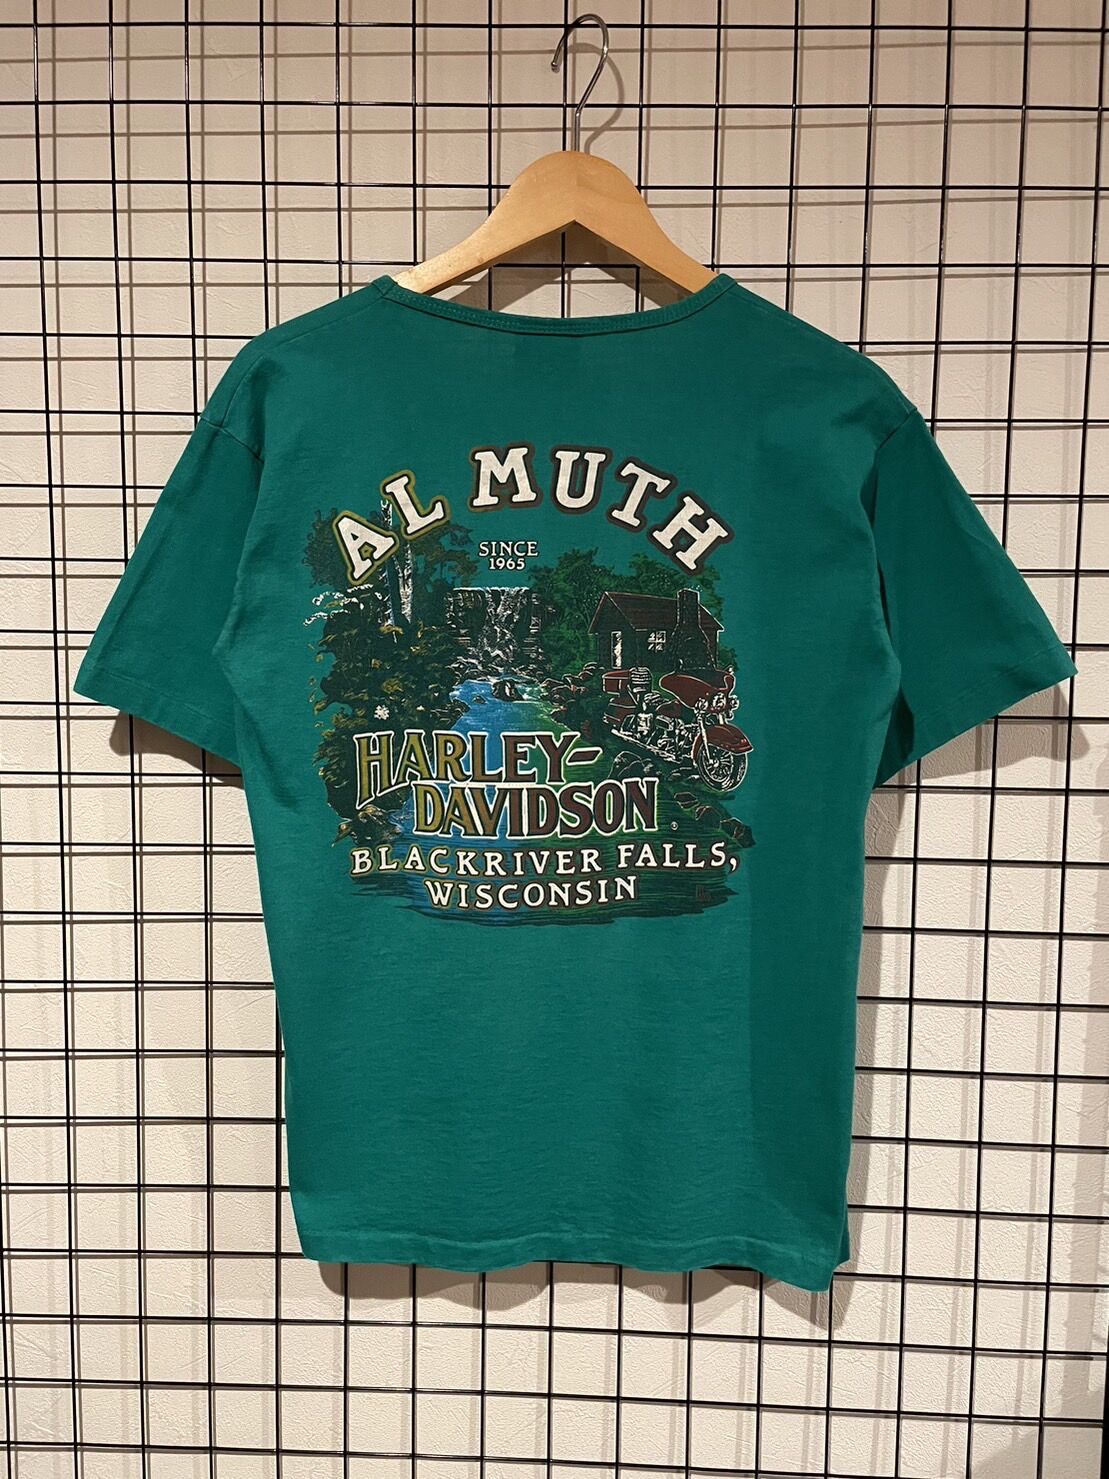 AL MUTH
SINCE
1965
HARLEY-
DAVIDSON ®
BLACKRIVER FALLS,
WISCONSIN